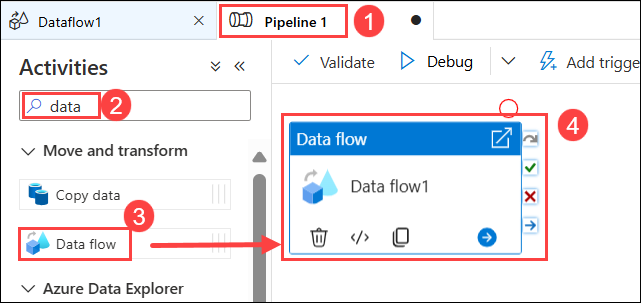 Dataflow1
Pipeline 1
1
Activities
Validate
Debug
Add trigge
data
2
Move and transform
Copy data
3
Data flow
Azure Data Explorer
Data flow
4
Data flow1